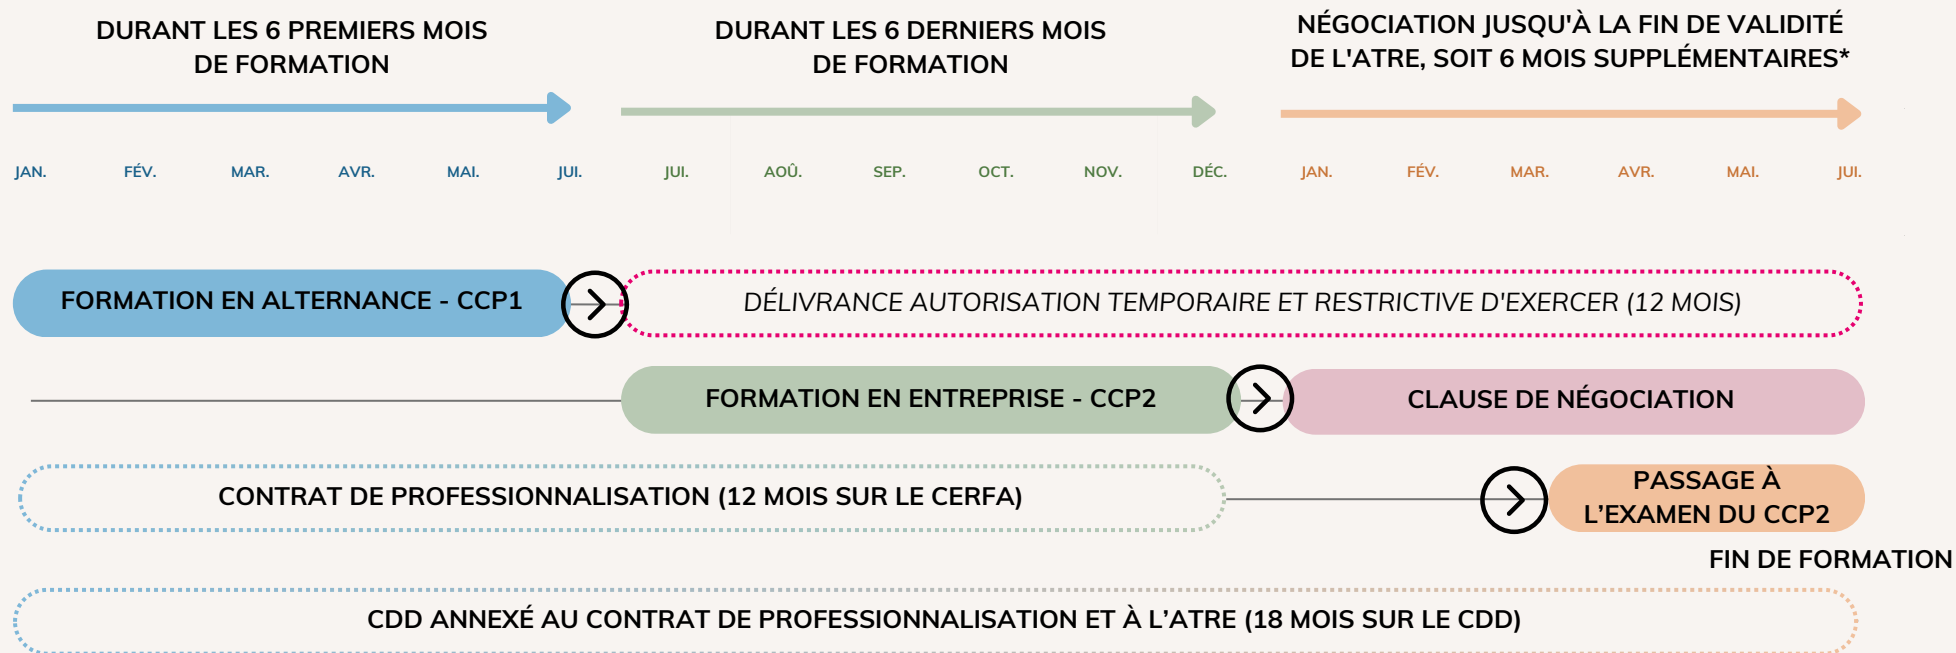 DURANT LES 6 PREMIERS MOIS
DE FORMATION
DURANT LES 6 DERNIERS MOIS
DE FORMATION
NÉGOCIATION JUSQU'À LA FIN DE VALIDITÉ
DE L'ATRE, SOIT 6 MOIS SUPPLÉMENTAIRES*
JAN. FÉV. MAR. AVR. MAI. JUI. JUI. AOÛ. SEP. OCT. NOV. DÉC. JAN. FÉV. MAR. AVR. MAI. JUI.
FORMATION EN ALTERNANCE - CCP1
DÉLIVRANCE AUTORISATION TEMPORAIRE ET RESTRICTIVE D'EXERCER (12 MOIS)
FORMATION EN ENTREPRISE - CCP2
CLAUSE DE NÉGOCIATION
CONTRAT DE PROFESSIONNALISATION (12 MOIS SUR LE CERFA)
PASSAGE À
L’EXAMEN DU CCP2
FIN DE FORMATION
CDD ANNEXÉ AU CONTRAT DE PROFESSIONNALISATION ET À L’ATRE (18 MOIS SUR LE CDD)